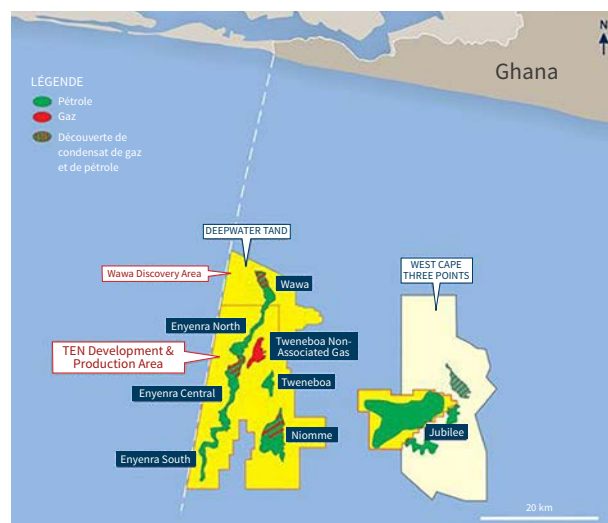 N
Ghana
LÉGENDE
Pétrole
Gaz
Découverte de
condensat de gaz
et de pétrole
DEEPWATER TAND
WEST CAPE
THREE POINTS
Wawa Discovery Area
Wawa
Enyenra North
Tweneboa Non-
Associated Gas
TEN Development &
Production Area
Tweneboa
Enyenra Central
Niomme
Jubilee
Enyenra South
20 km